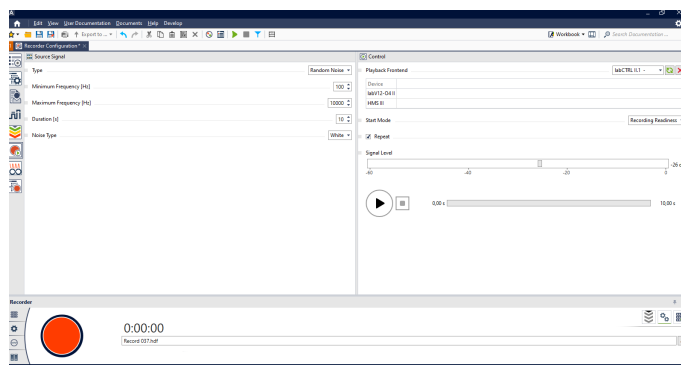 Edit View User Documentation Documents Help Develop
Export to... Workbook Search Documentation ...
Recorder Configuration*
Source Signal
Type Random Noise
Minimum Frequency [Hz] 100
Maximum Frequency [Hz] 10000
Duration [s] 10
Noise Type White
Control
Playback Frontend labCTRL II.1 -
Device
labV12-D4 II
HMS III
Start Mode Recording Readiness
Repeat
Signal Level
-26
-60 -40 -20 0
0,00 s 10,00 s
Recorder
0:00:00
Record 037.hdf